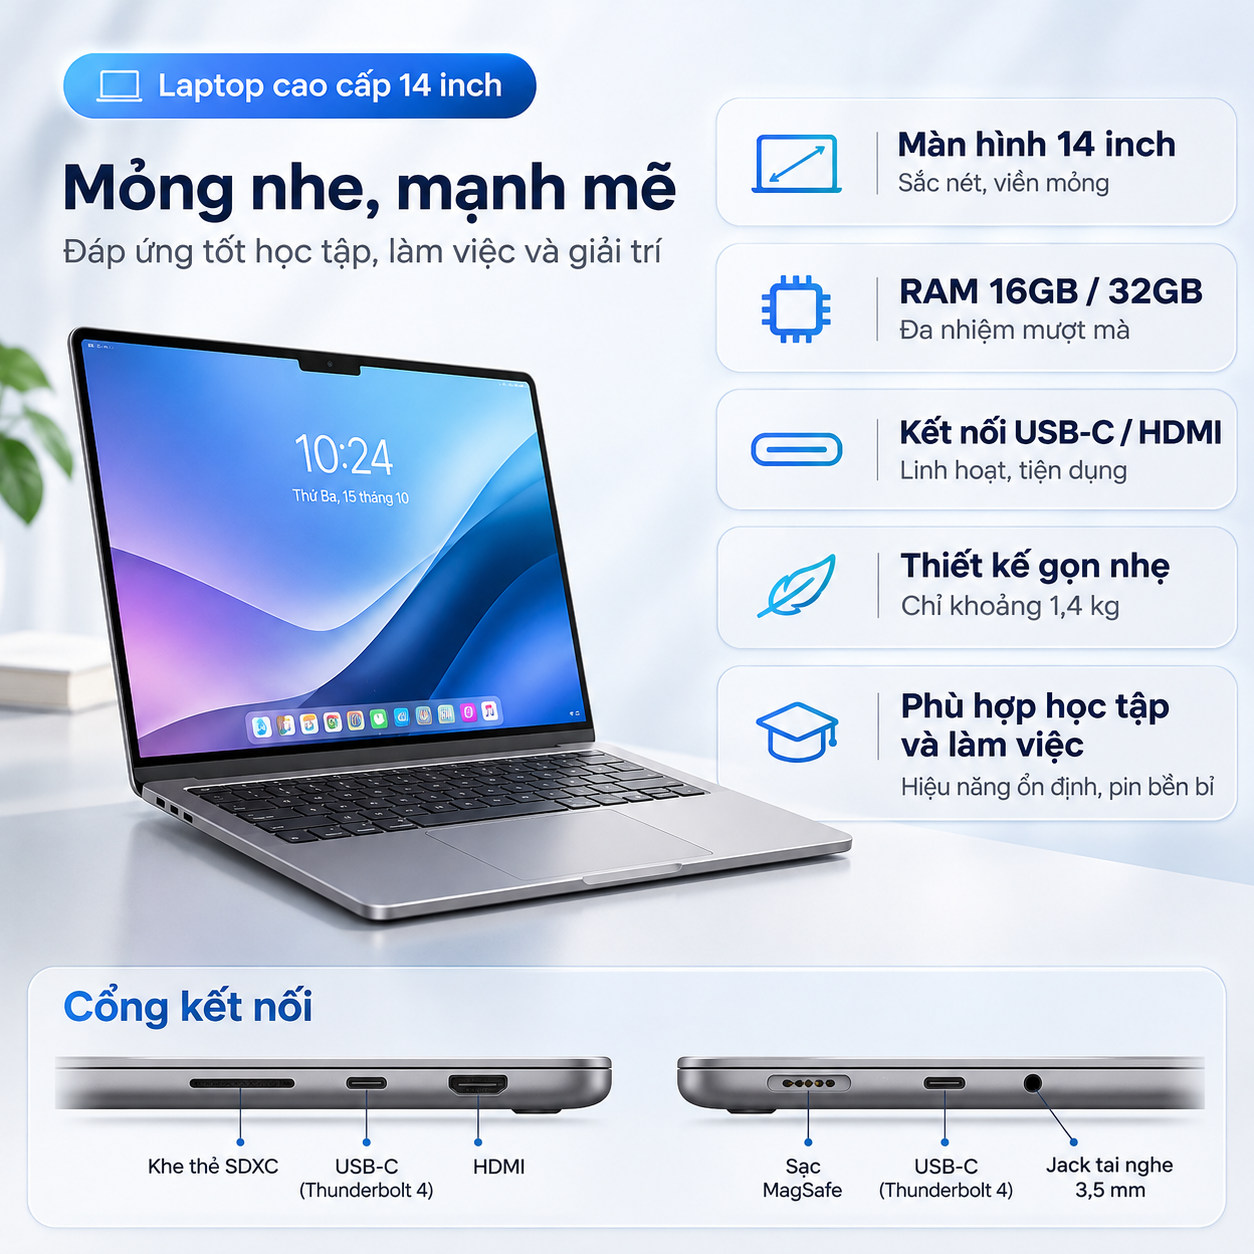 Laptop cao cấp 14 inch
Mỏng nhẹ, mạnh mẽ
Đáp ứng tốt học tập, làm việc và giải trí
10:24
Thứ Ba, 15 tháng 10
Màn hình 14 inch
Sắc nét, viền mỏng
RAM 16GB / 32GB
Đa nhiệm mượt mà
Kết nối USB-C / HDMI
Linh hoạt, tiện dụng
Thiết kế gọn nhẹ
Chỉ khoảng 1,4 kg
Phù hợp học tập
và làm việc
Hiệu năng ổn định, pin bền bỉ
Cổng kết nối
Khe thẻ SDXC
USB-C
(Thunderbolt 4)
HDMI
Sạc
MagSafe
USB-C
(Thunderbolt 4)
Jack tai nghe
3,5 mm